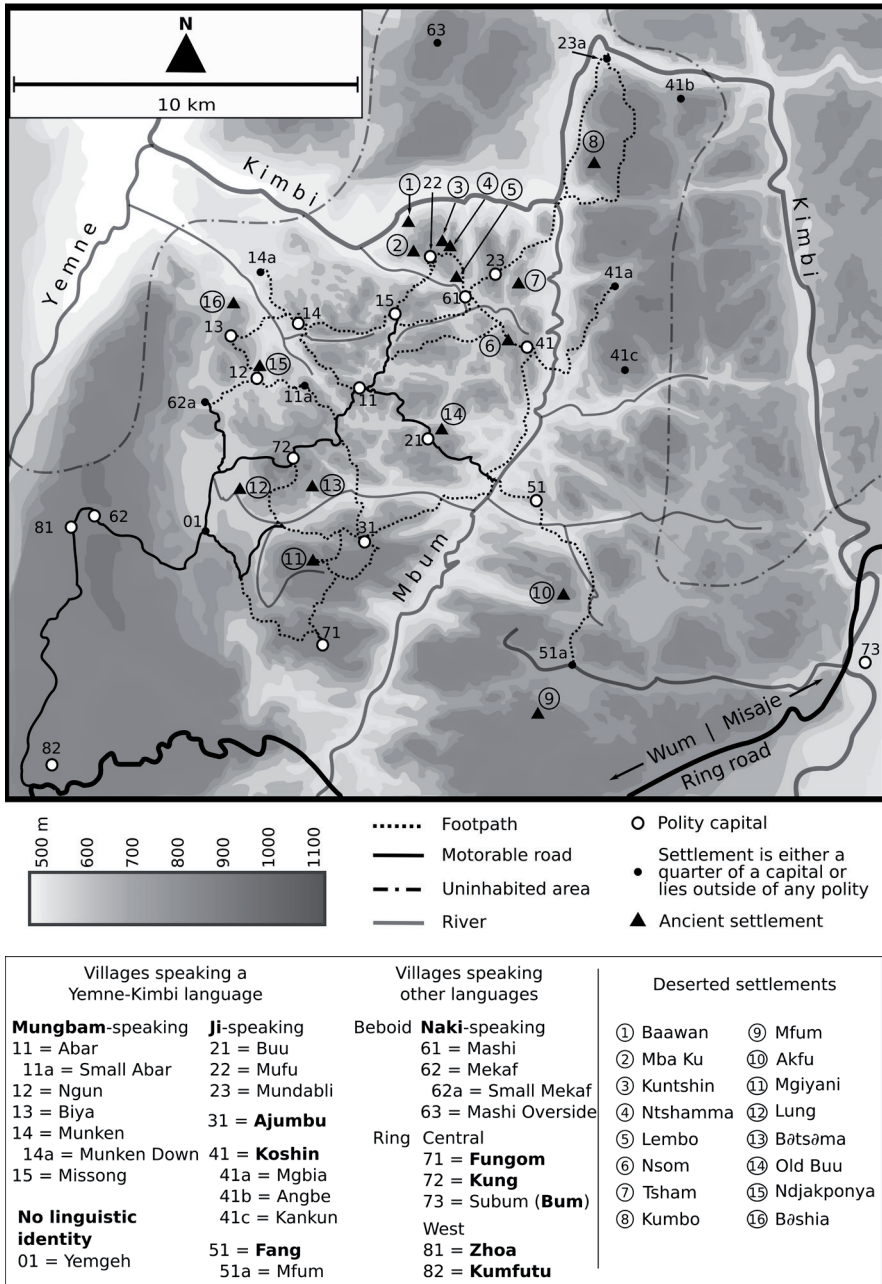 N
10 km
63
23a
41b
8
Kimbi
1
22
3
4
5
Yemne
2
Kimbi
14a
23
41a
7
16
61
15
14
13
6
41
15
12
41c
11a
11
62a
14
21
72
51
12
13
62
81
01
31
11
Mbum
10
71
51a
73
9
82
Wum | Misaje
Ring road
500 m
600
700
800
900
1000
1100
Footpath
Motorable road
Uninhabited area
River
Polity capital
Settlement is either a
quarter of a capital or
lies outside of any polity
Ancient settlement
Villages speaking a
Yemne-Kimbi language
Mungbam-speaking
11 = Abar
11a = Small Abar
12 = Ngun
13 = Biya
14 = Munken
14a = Munken Down
15 = Missong
No linguistic
identity
01 = Yemgeh
Ji-speaking
21 = Buu
22 = Mufu
23 = Mundabli
31 = Ajumbu
41 = Koshin
41a = Mgbia
41b = Angbe
41c = Kankun
51 = Fang
51a = Mfum
Villages speaking
other languages
Beboid Naki-speaking
61 = Mashi
62 = Mekaf
62a = Small Mekaf
63 = Mashi Overside
Ring Central
71 = Fungom
72 = Kung
73 = Subum (Bum)
West
81 = Zhoa
82 = Kumfutu
Deserted settlements
1 Baawan
2 Mba Ku
3 Kuntshin
4 Ntshamma
5 Lembo
6 Nsom
7 Tsham
8 Kumbo
9 Mfum
10 Akfu
11 Mgiyani
12 Lung
13 B∂ts∂ma
14 Old Buu
15 Ndjakponya
16 B∂shia